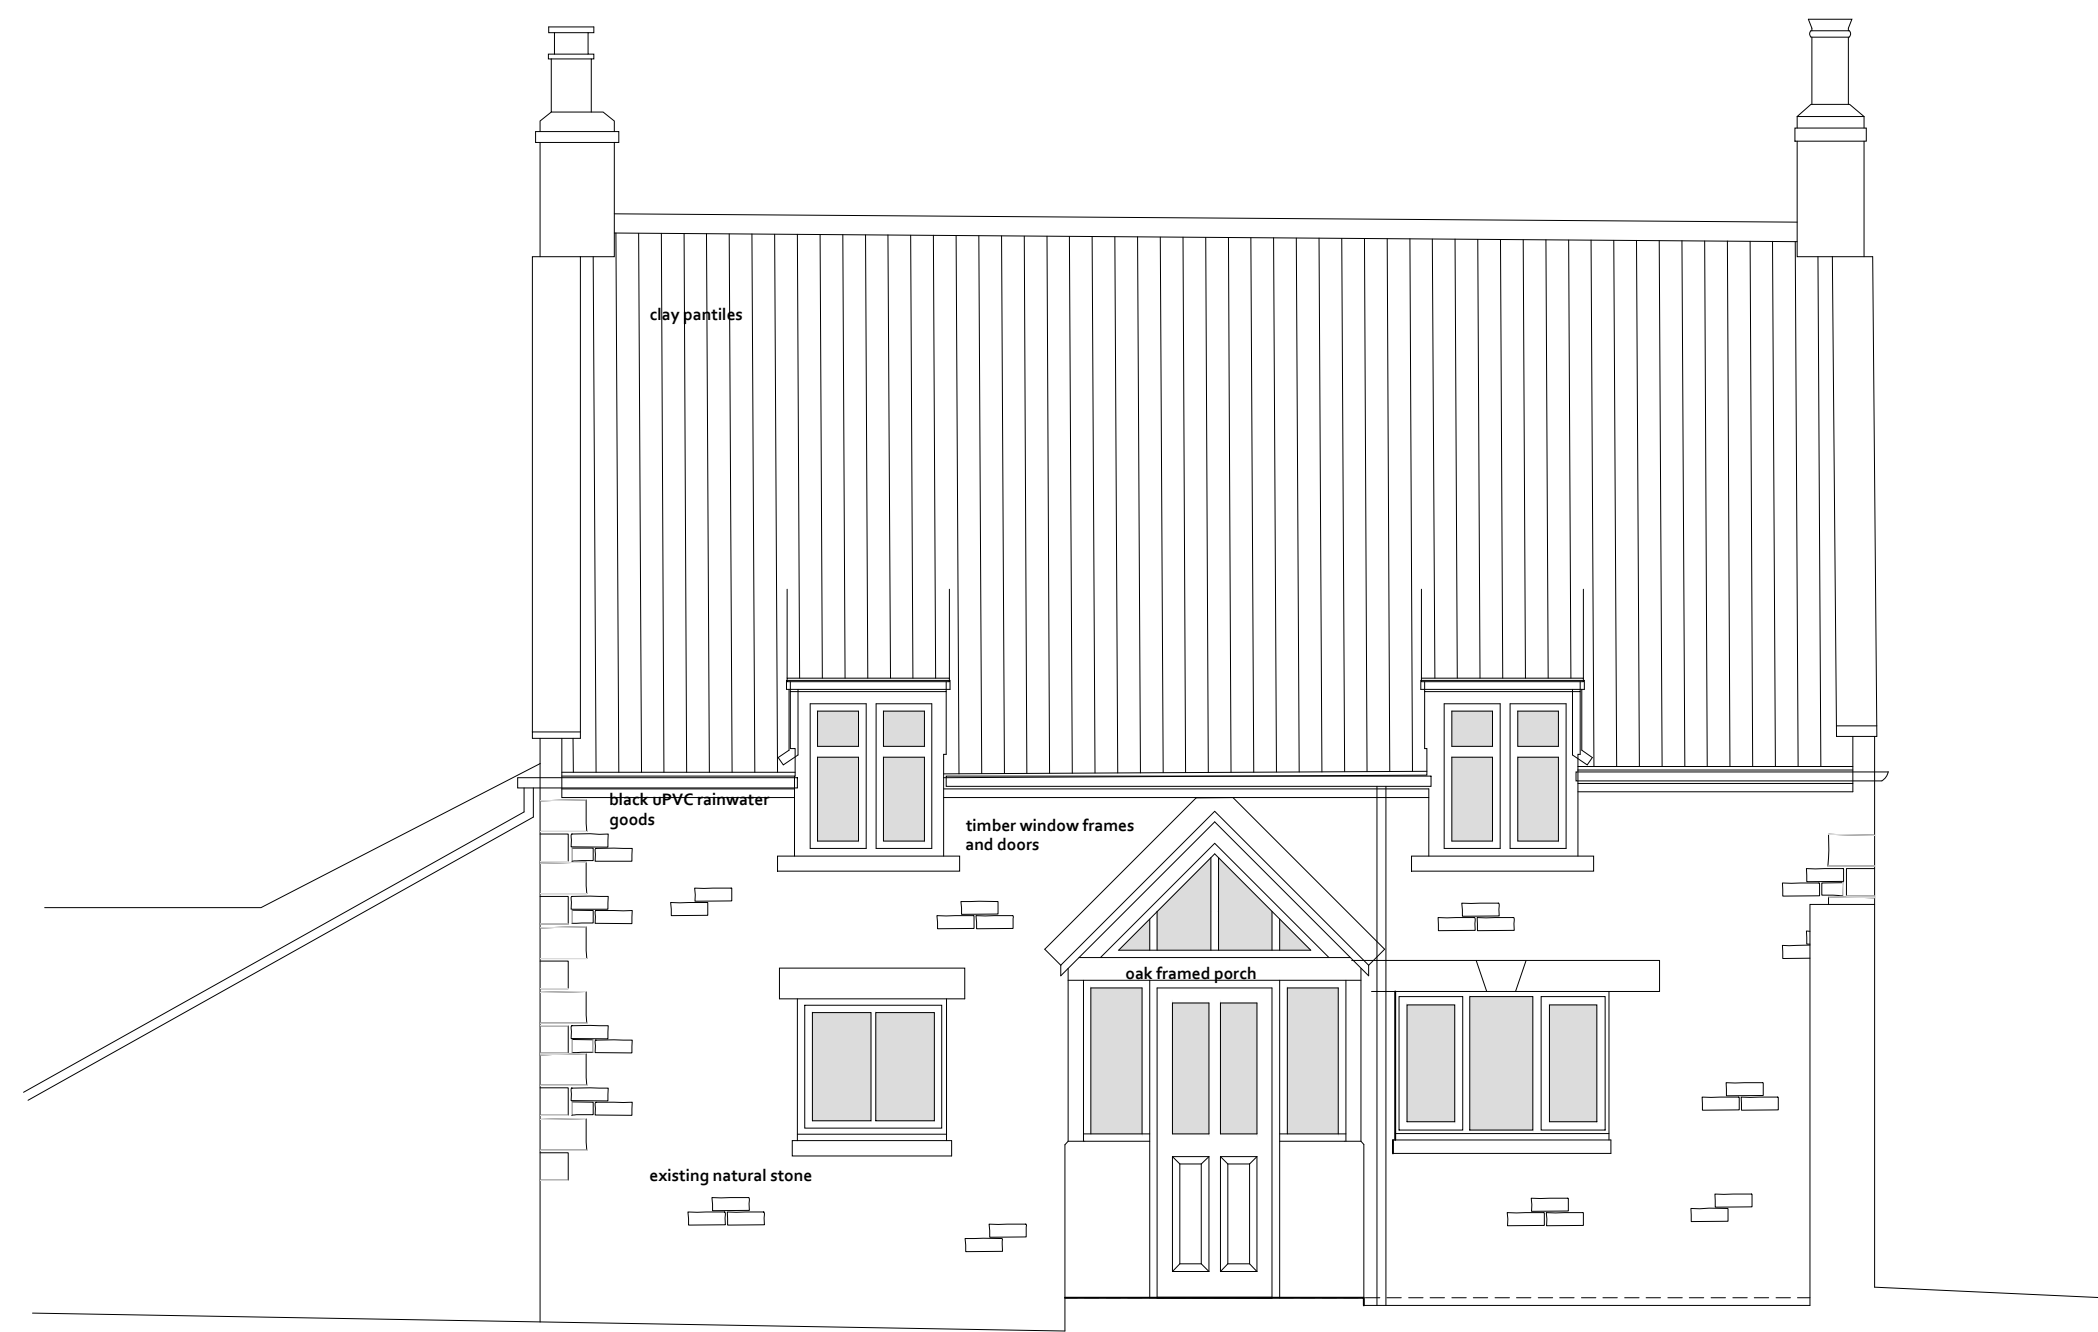 clay pantiles
black uPVC rainwater
goods
timber window frames
and doors
oak framed porch
existing natural stone